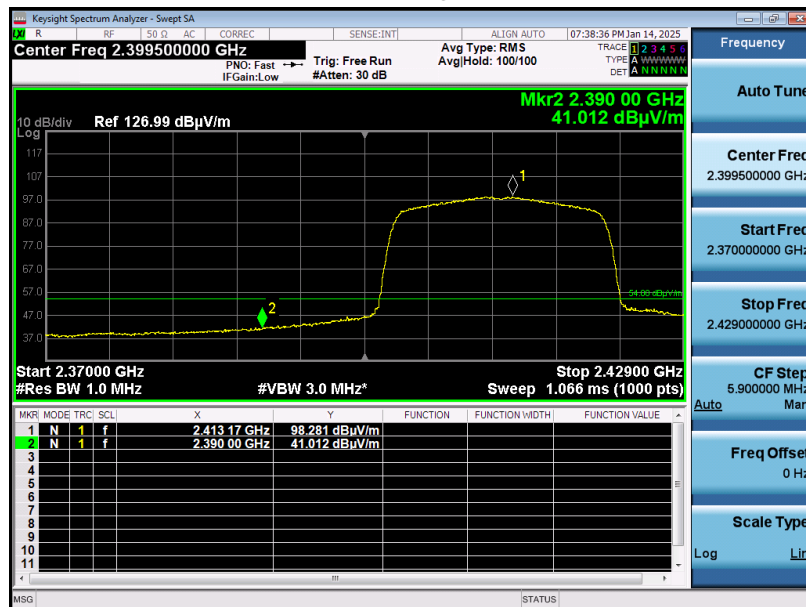 Keysight Spectrum Analyzer - Swept SA
LXI R RF 50 Ω AC CORREC SENSE:INT ALIGN AUTO 07:38:36 PM Jan 14, 2025
Center Freq 2.399500000 GHz
PNO: Fast
IFGain:Low
Trig: Free Run
#Atten: 30 dB
Avg Type: RMS
Avg|Hold: 100/100
TRACE 1 2 3 4 5 6
TYPE A WWWWW
DET A N N N N N
Mkr2 2.390 00 GHz
41.012 dBµV/m
10 dB/div Ref 126.99 dBµV/m
Log
117
107
97.0
87.0
77.0
67.0
57.0
47.0
37.0
1
2
54.00 dBµV/m
Start 2.37000 GHz Stop 2.42900 GHz
#Res BW 1.0 MHz #VBW 3.0 MHz* Sweep 1.066 ms (1000 pts)
MKR MODE TRC SCL X Y FUNCTION FUNCTION WIDTH FUNCTION VALUE
1 N 1 f 2.413 17 GHz 98.281 dBµV/m
2 N 1 f 2.390 00 GHz 41.012 dBµV/m
3
4
5
6
7
8
9
10
11
MSG STATUS
Frequency
Auto Tune
Center Freq
2.399500000 GHz
Start Freq
2.370000000 GHz
Stop Freq
2.429000000 GHz
CF Step
5.900000 MHz
Auto Man
Freq Offset
0 Hz
Scale Type
Log Lin